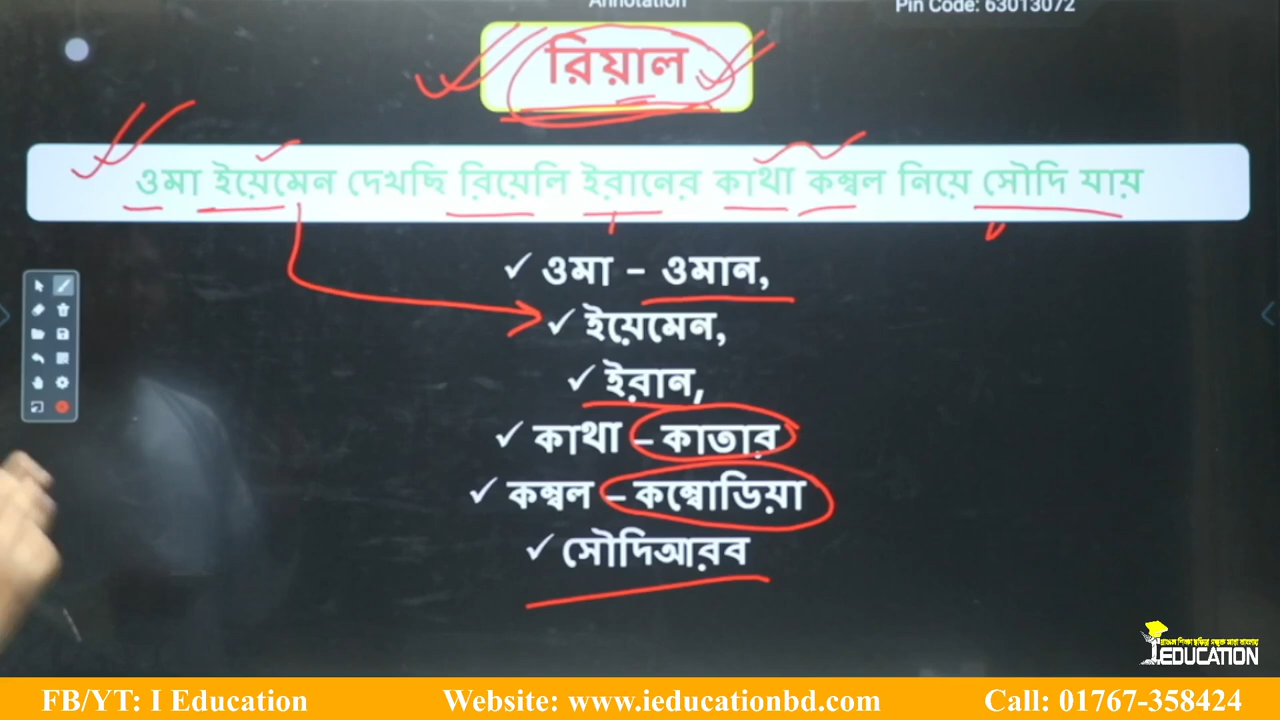 Annotation
Pin Code: 63013072
রিয়াল
ওমা ইয়েমেন দেখছি রিয়েলি ইরানের কাথা কম্বল নিয়ে সৌদি যায়
✓ ওমা – ওমান,
✓ ইয়েমেন,
✓ ইরান,
✓ কাথা – কাতার
✓ কম্বল – কম্বোডিয়া
✓ সৌদিআরব
EDUCATION
FB/YT: I Education Website: www.ieducationbd.com Call: 01767-358424